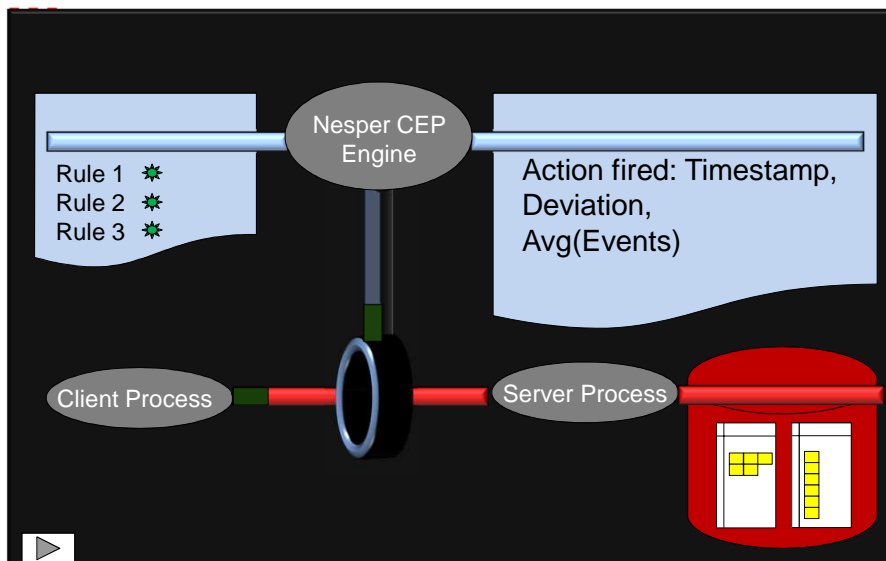 Nesper CEP
Engine
Rule 1
Rule 2
Rule 3
Action fired: Timestamp,
Deviation,
Avg(Events)
Client Process
Server Process